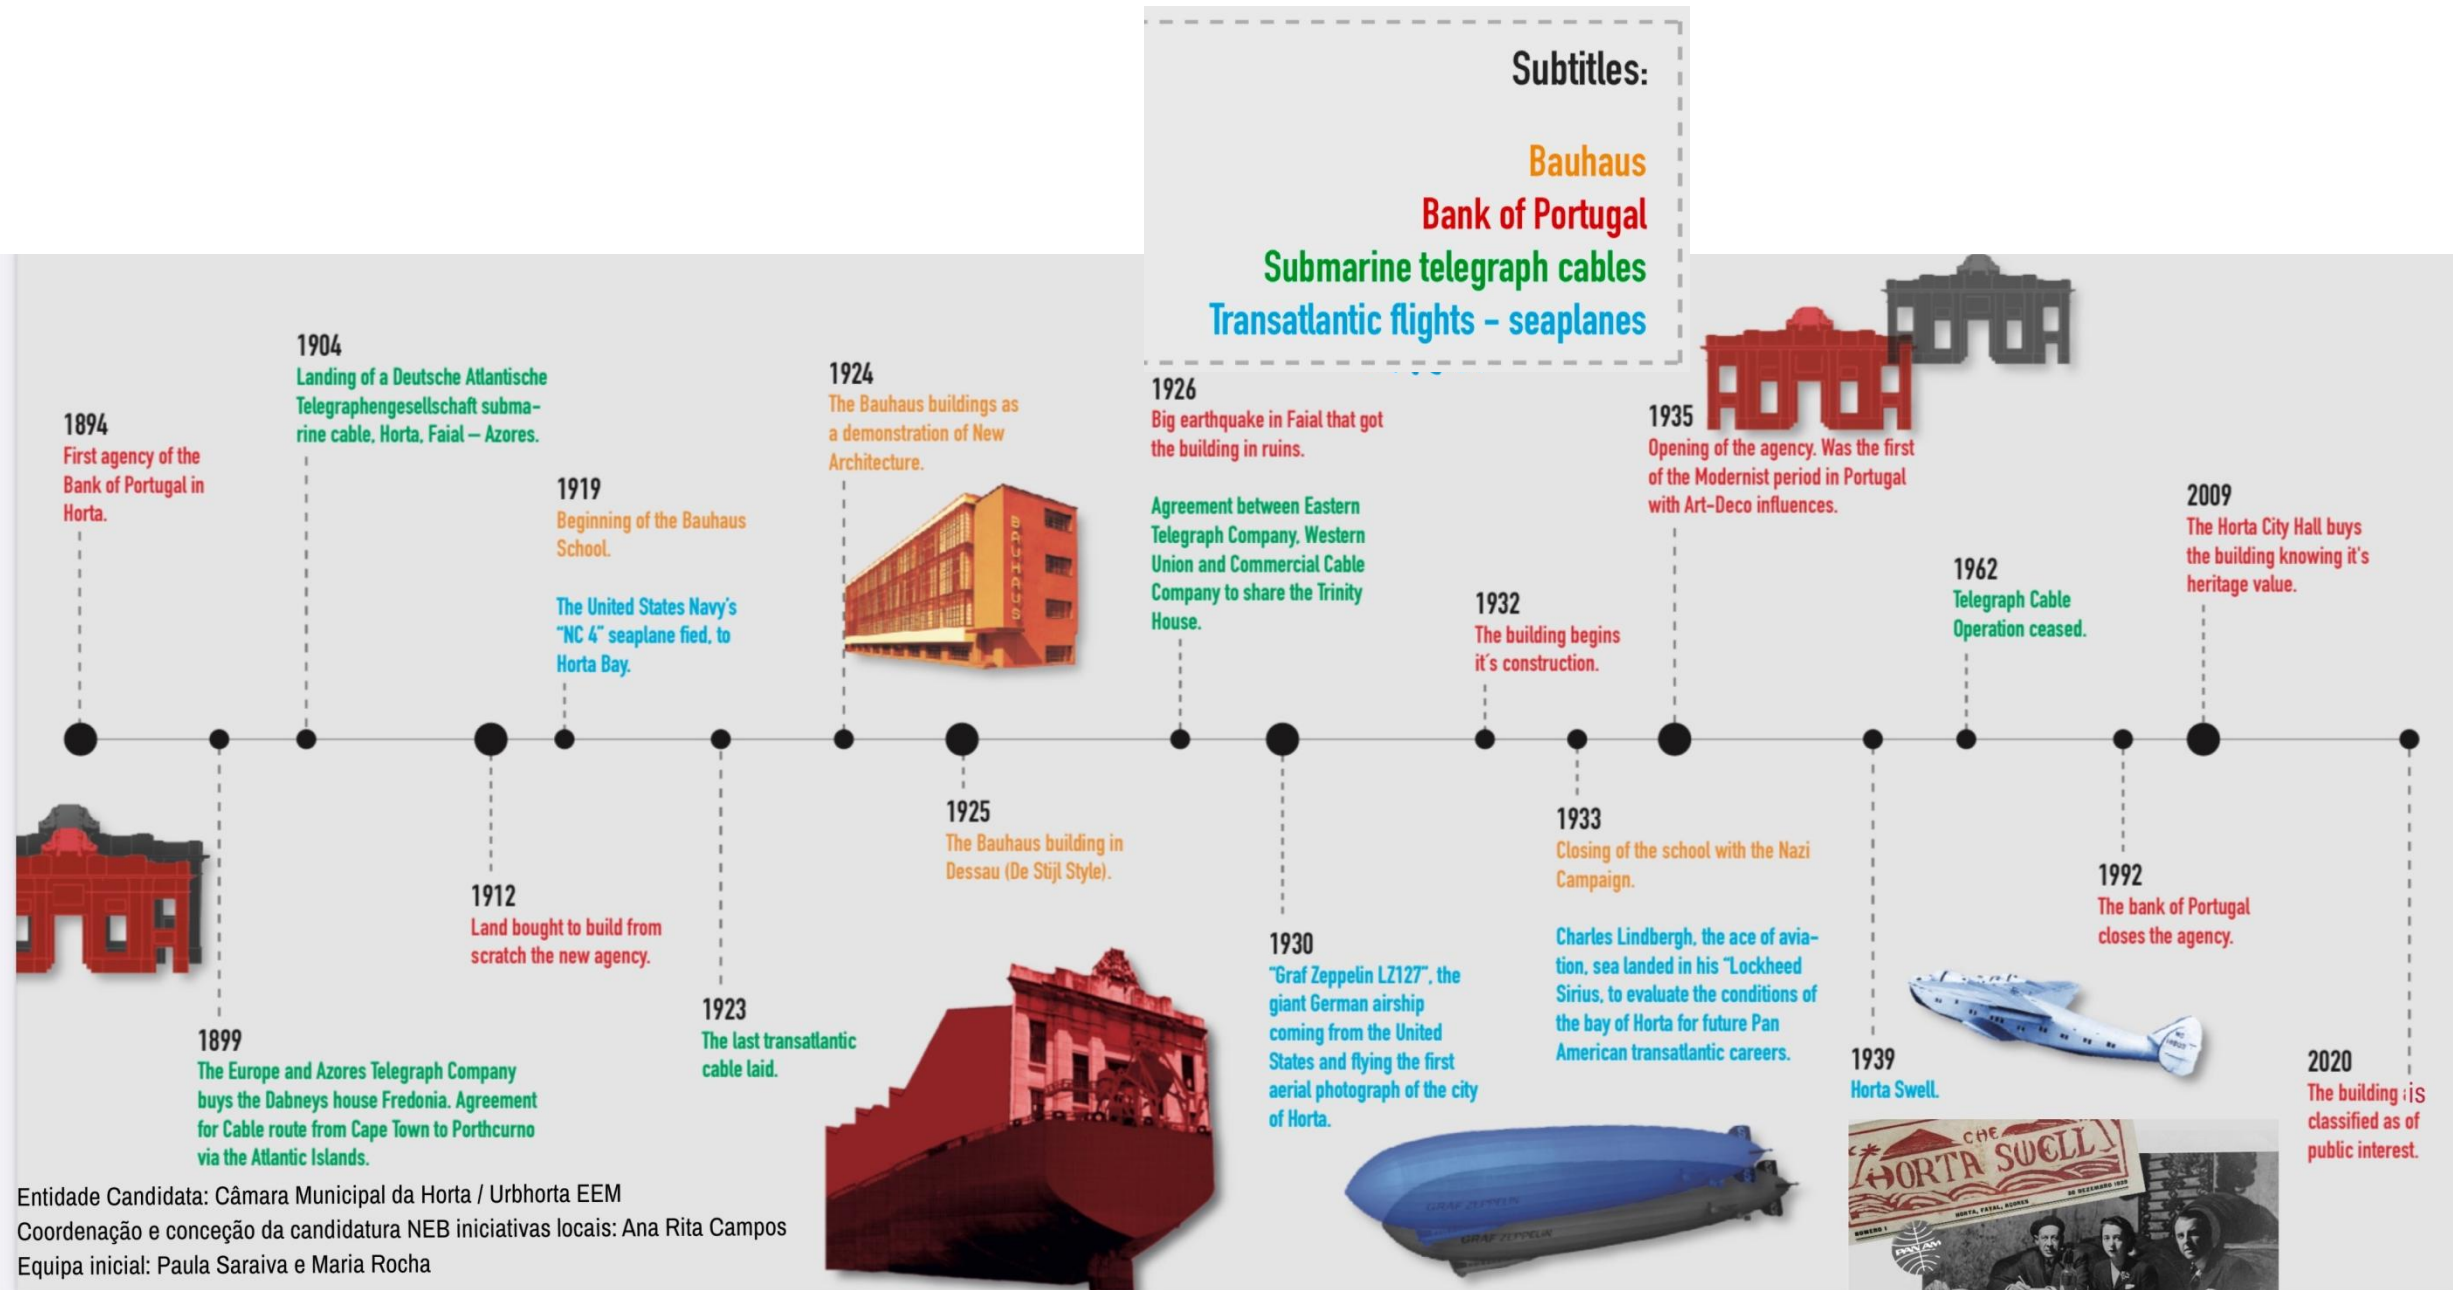 Subtitles:
Bauhaus
Bank of Portugal
Submarine telegraph cables
Transatlantic flights – seaplanes
1894
First agency of the
Bank of Portugal in
Horta.
1904
Landing of a Deutsche Atlantische
Telegraphengesellschaft subma-
rine cable, Horta, Faial – Azores.
1919
Beginning of the Bauhaus
School.
The United States Navy's
"NC 4" seaplane fied, to
Horta Bay.
1924
The Bauhaus buildings as
a demonstration of New
Architecture.
BAUHAUS
1926
Big earthquake in Faial that got
the building in ruins.
Agreement between Eastern
Telegraph Company, Western
Union and Commercial Cable
Company to share the Trinity
House.
1932
The building begins
it´s construction.
1935
Opening of the agency. Was the first
of the Modernist period in Portugal
with Art-Deco influences.
1962
Telegraph Cable
Operation ceased.
2009
The Horta City Hall buys
the building knowing it's
heritage value.
1899
The Europe and Azores Telegraph Company
buys the Dabneys house Fredonia. Agreement
for Cable route from Cape Town to Porthcurno
via the Atlantic Islands.
1912
Land bought to build from
scratch the new agency.
1923
The last transatlantic
cable laid.
1925
The Bauhaus building in
Dessau (De Stijl Style).
1930
"Graf Zeppelin LZ127", the
giant German airship
coming from the United
States and flying the first
aerial photograph of the city
of Horta.
GRAF ZEPPELIN
GRAF ZEPPELIN
1933
Closing of the school with the Nazi
Campaign.
Charles Lindbergh, the ace of avia-
tion, sea landed in his "Lockheed
Sirius, to evaluate the conditions of
the bay of Horta for future Pan
American transatlantic careers.
1939
Horta Swell.
CHE
HORTA SWELL
NUMERO 1
HORTA, FAIAL, AÇORES
PAN AM
1992
The bank of Portugal
closes the agency.
2020
The building is
classified as of
public interest.
Entidade Candidata: Câmara Municipal da Horta / Urbhorta EEM
Coordenação e conceção da candidatura NEB iniciativas locais: Ana Rita Campos
Equipa inicial: Paula Saraiva e Maria Rocha